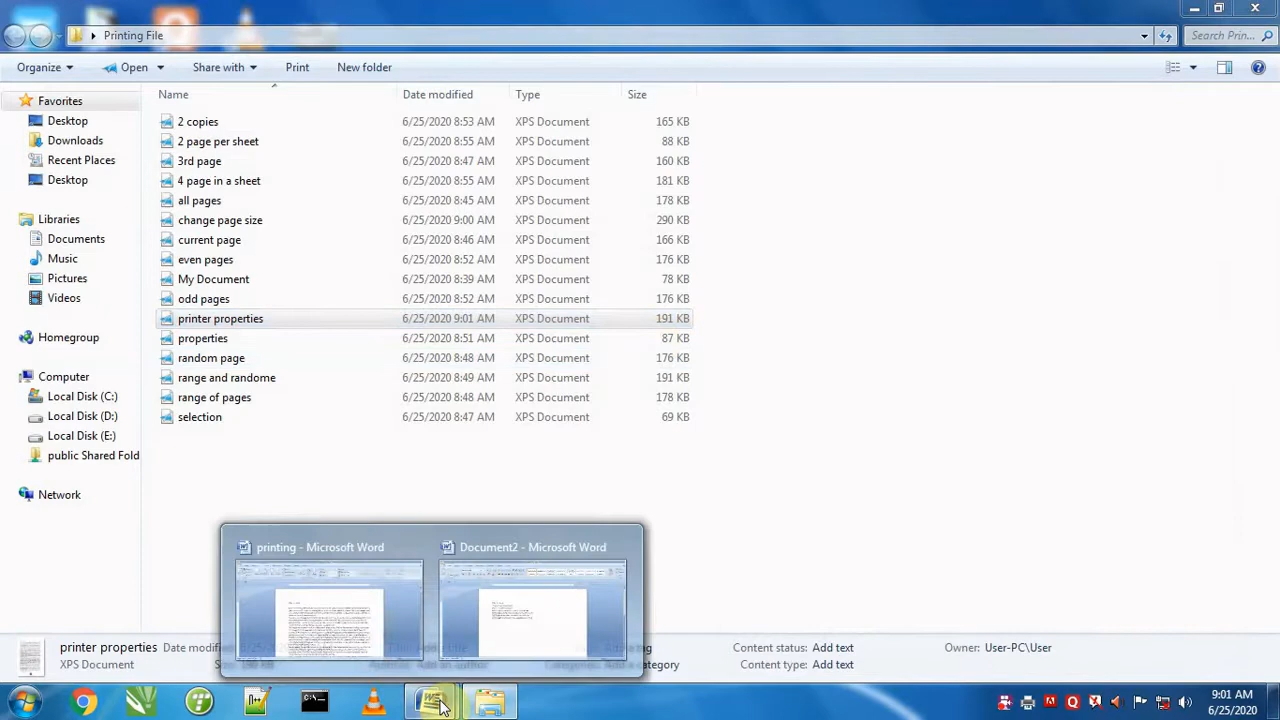 Printing File
Search Prin...
Organize Open Share with Print New folder
Name Date modified Type Size
Favorites
Desktop
Downloads
Recent Places
Desktop
Libraries
Documents
Music
Pictures
Videos
Homegroup
Computer
Local Disk (C:)
Local Disk (D:)
Local Disk (E:)
public Shared Fold
Network
2 copies 6/25/2020 8:53 AM XPS Document 165 KB
2 page per sheet 6/25/2020 8:55 AM XPS Document 88 KB
3rd page 6/25/2020 8:47 AM XPS Document 160 KB
4 page in a sheet 6/25/2020 8:55 AM XPS Document 181 KB
all pages 6/25/2020 8:45 AM XPS Document 178 KB
change page size 6/25/2020 9:00 AM XPS Document 290 KB
current page 6/25/2020 8:46 AM XPS Document 166 KB
even pages 6/25/2020 8:52 AM XPS Document 176 KB
My Document 6/25/2020 8:39 AM XPS Document 78 KB
odd pages 6/25/2020 8:52 AM XPS Document 176 KB
printer properties 6/25/2020 9:01 AM XPS Document 191 KB
properties 6/25/2020 8:51 AM XPS Document 87 KB
random page 6/25/2020 8:48 AM XPS Document 176 KB
range and randome 6/25/2020 8:49 AM XPS Document 191 KB
range of pages 6/25/2020 8:48 AM XPS Document 178 KB
selection 6/25/2020 8:47 AM XPS Document 69 KB
printing - Microsoft Word Document2 - Microsoft Word
printer properties Date modifi Content status: Add text Owner: User-PC\User
XPS Document category Content type: Add text
9:01 AM
6/25/2020